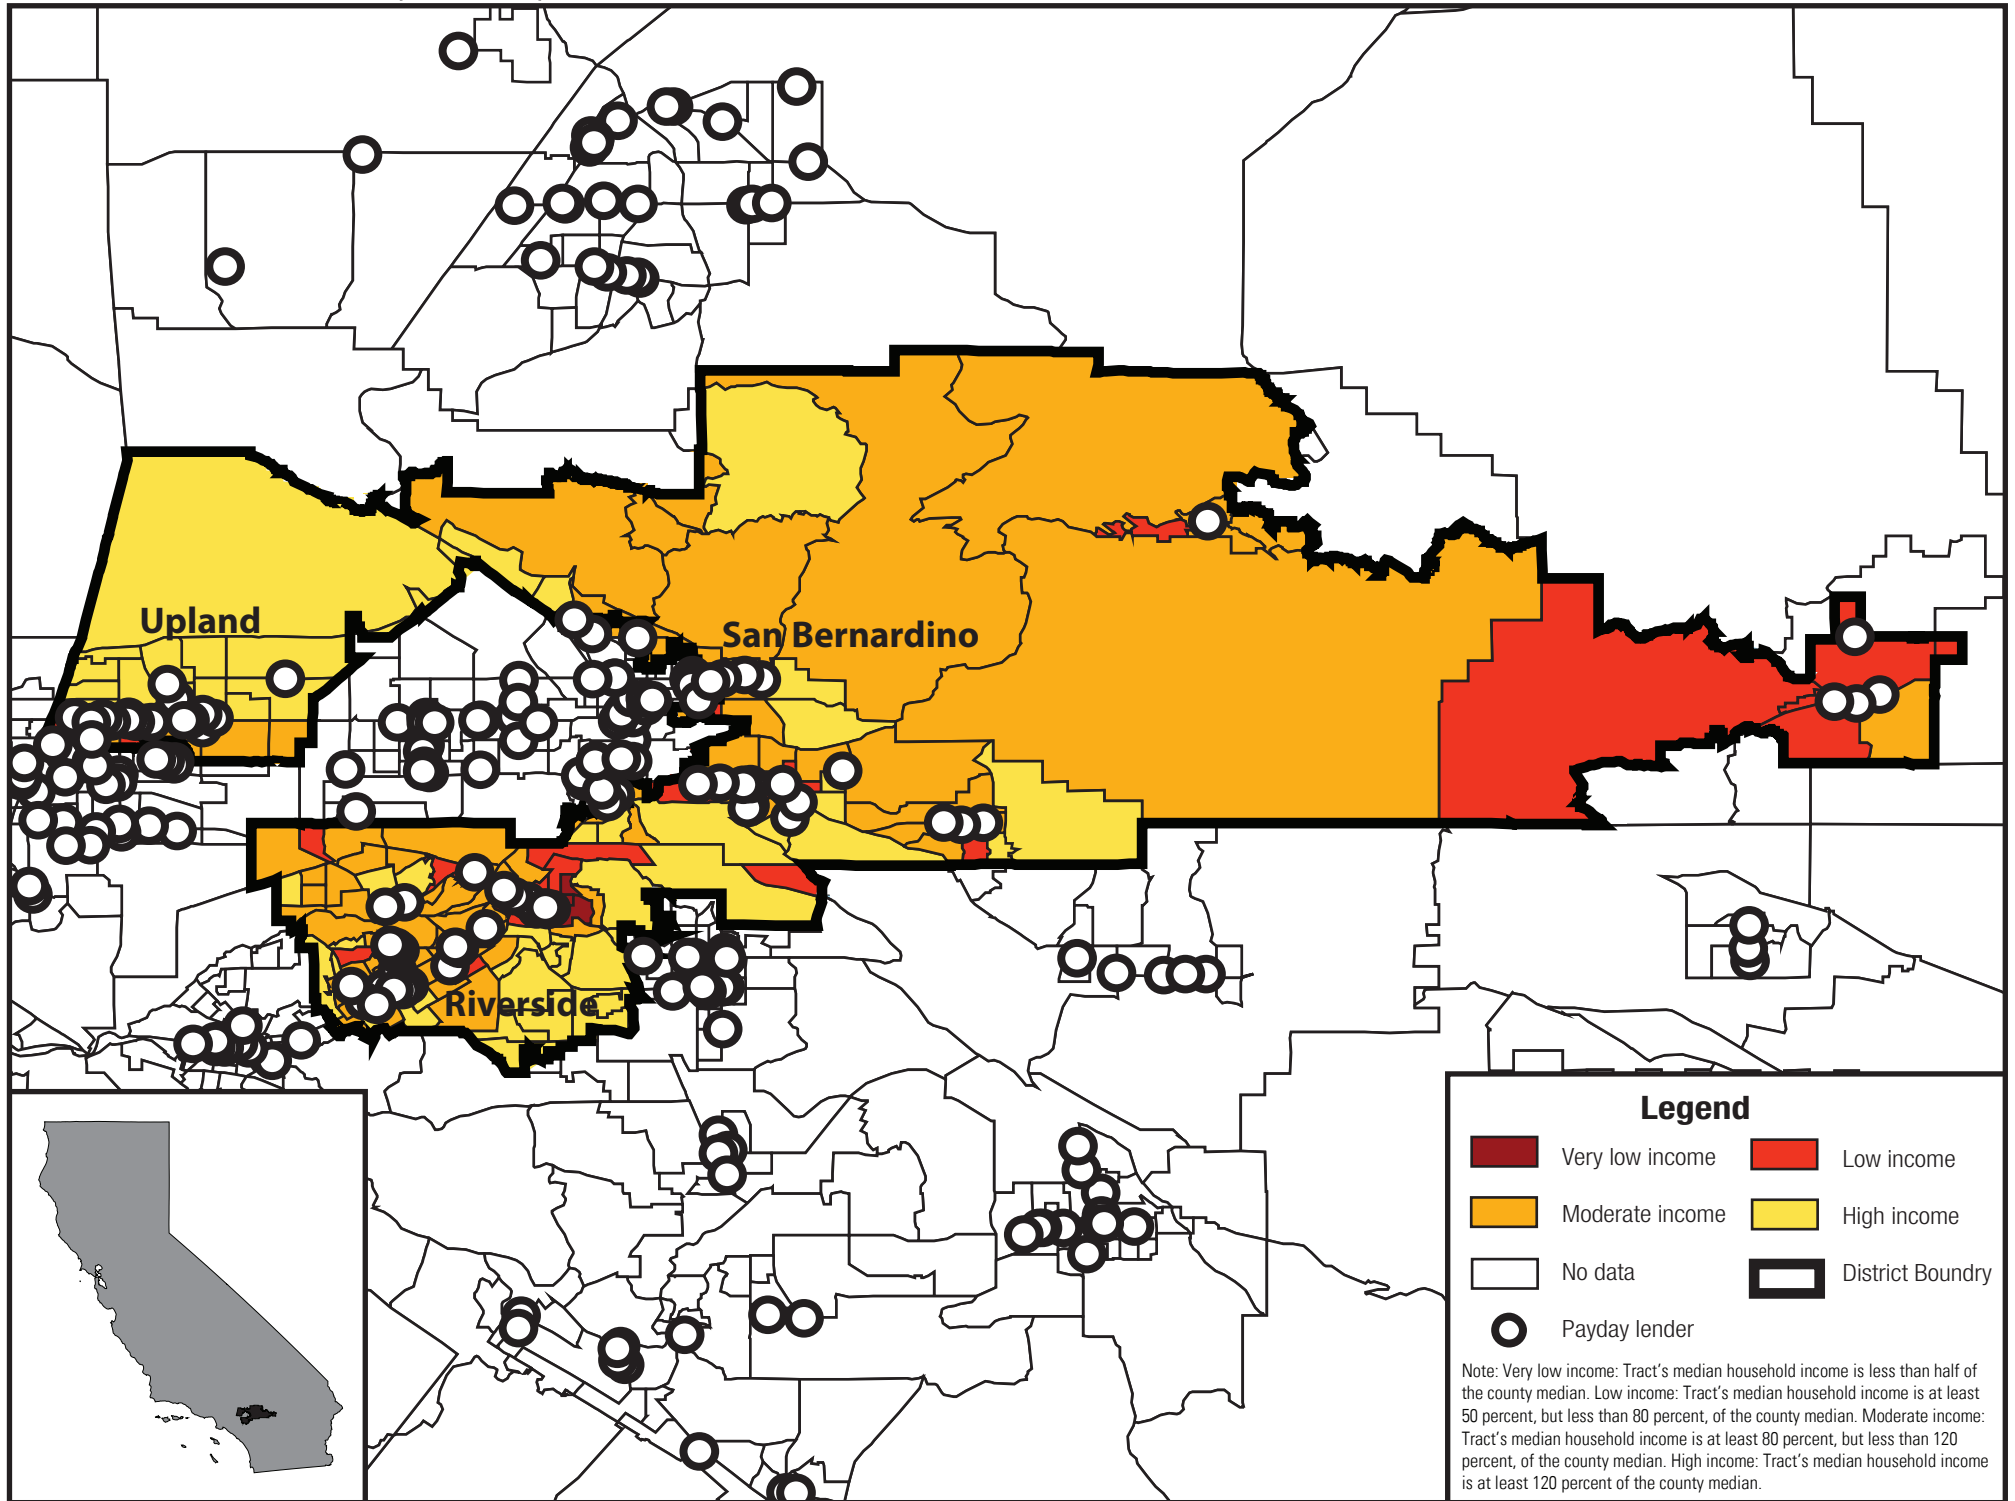 Upland
San Bernardino
Riverside
Legend
Very low income
Low income
Moderate income
High income
No data
District Boundry
Payday lender
Note: Very low income: Tract's median household income is less than half of
the county median. Low income: Tract's median household income is at least
50 percent, but less than 80 percent, of the county median. Moderate income:
Tract's median household income is at least 80 percent, but less than 120
percent, of the county median. High income: Tract's median household income
is at least 120 percent of the county median.